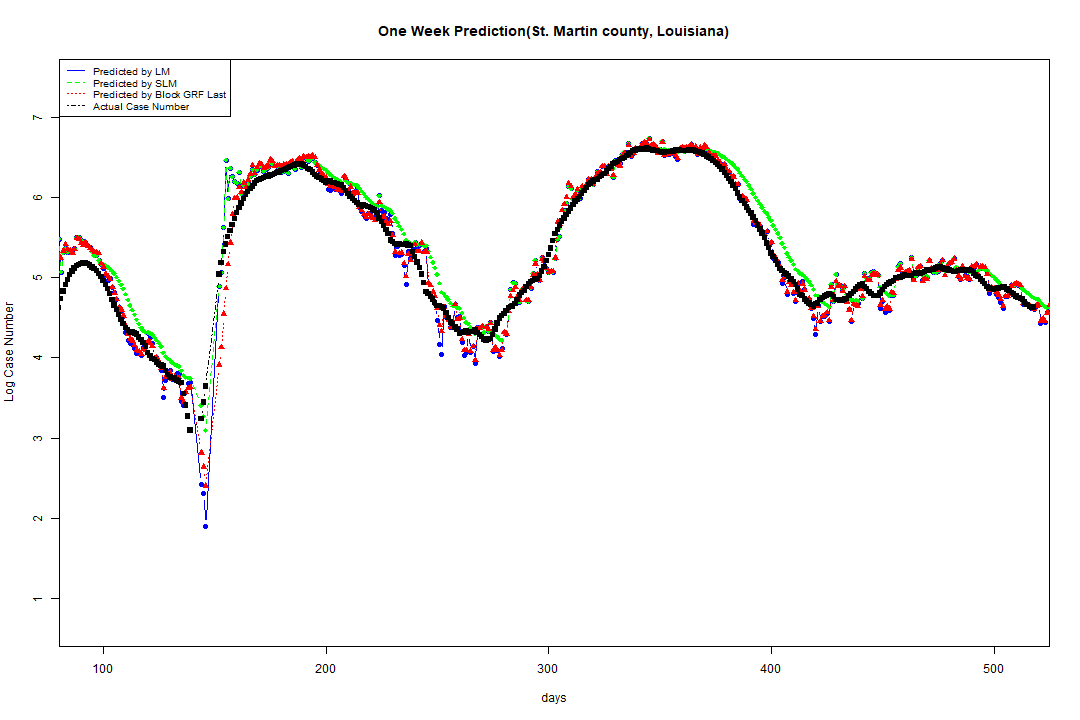 One Week Prediction(St. Martin county, Louisiana)
Predicted by LM
Predicted by SLM
Predicted by Block GRF Last
Actual Case Number
7
6
5
4
3
2
1
Log Case Number
100 200 300 400 500
days